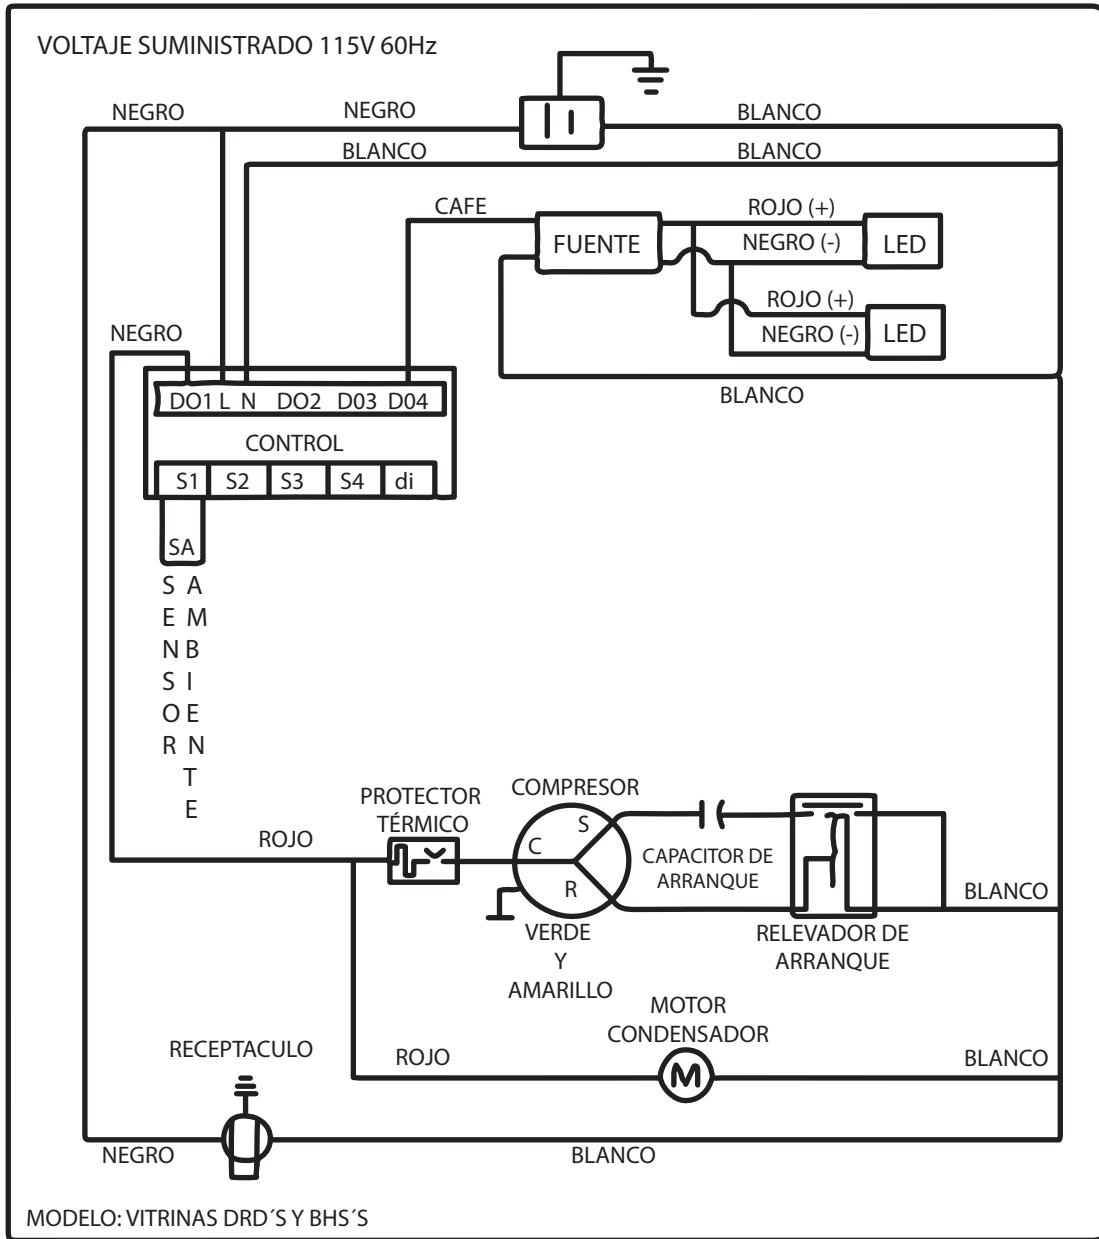 VOLTAJE SUMINISTRADO 115V 60Hz
NEGRO
NEGRO
BLANCO
BLANCO
BLANCO
CAFE
FUENTE
ROJO (+)
NEGRO (-)
LED
ROJO (+)
NEGRO (-)
LED
NEGRO
BLANCO
DO1 L N DO2 D03 D04
CONTROL
S1 S2 S3 S4 di
SA
SENSOR
AMBIENTE
ROJO
PROTECTOR
TÉRMICO
COMPRESOR
S
C
R
VERDE
Y
AMARILLO
CAPACITOR DE
ARRANQUE
BLANCO
RELEVADOR DE
ARRANQUE
MOTOR
CONDENSADOR
RECEPTACULO
ROJO
M
BLANCO
NEGRO
BLANCO
MODELO: VITRINAS DRD´S Y BHS´S